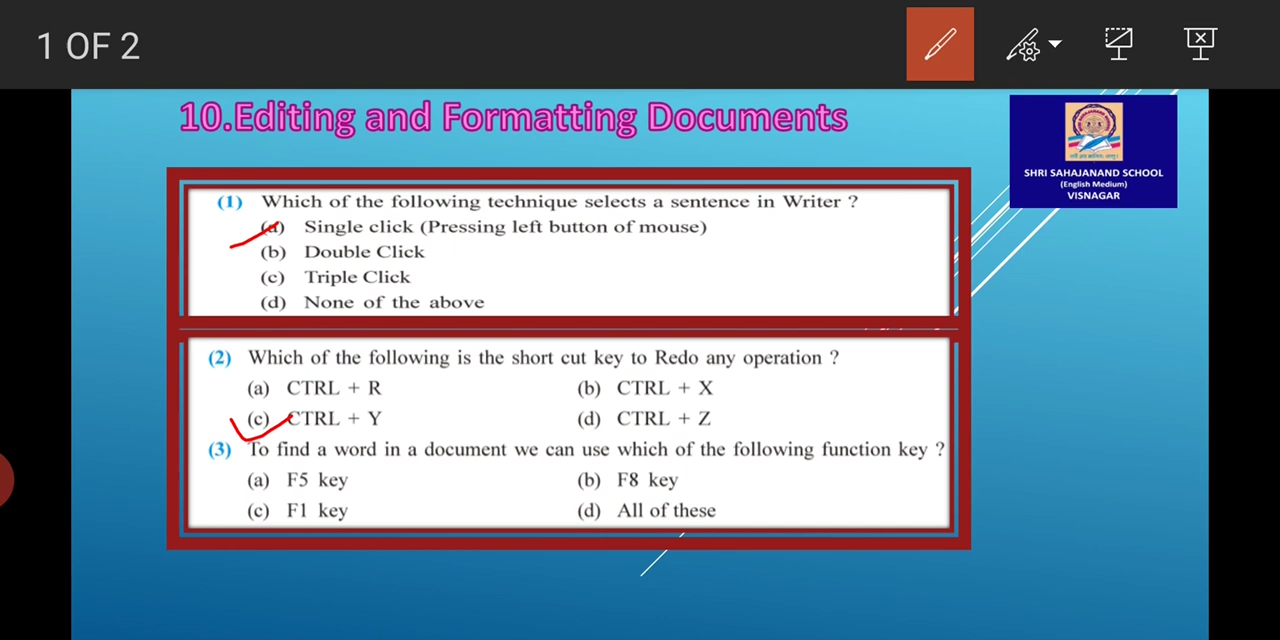 1 OF 2
10.Editing and Formatting Documents
SHRI SAHAJANAND SCHOOL
(English Medium)
VISNAGAR
(1) Which of the following technique selects a sentence in Writer ?
(a) Single click (Pressing left button of mouse)
(b) Double Click
(c) Triple Click
(d) None of the above
(2) Which of the following is the short cut key to Redo any operation ?
(a) CTRL + R (b) CTRL + X
(c) CTRL + Y (d) CTRL + Z
(3) To find a word in a document we can use which of the following function key ?
(a) F5 key (b) F8 key
(c) F1 key (d) All of these